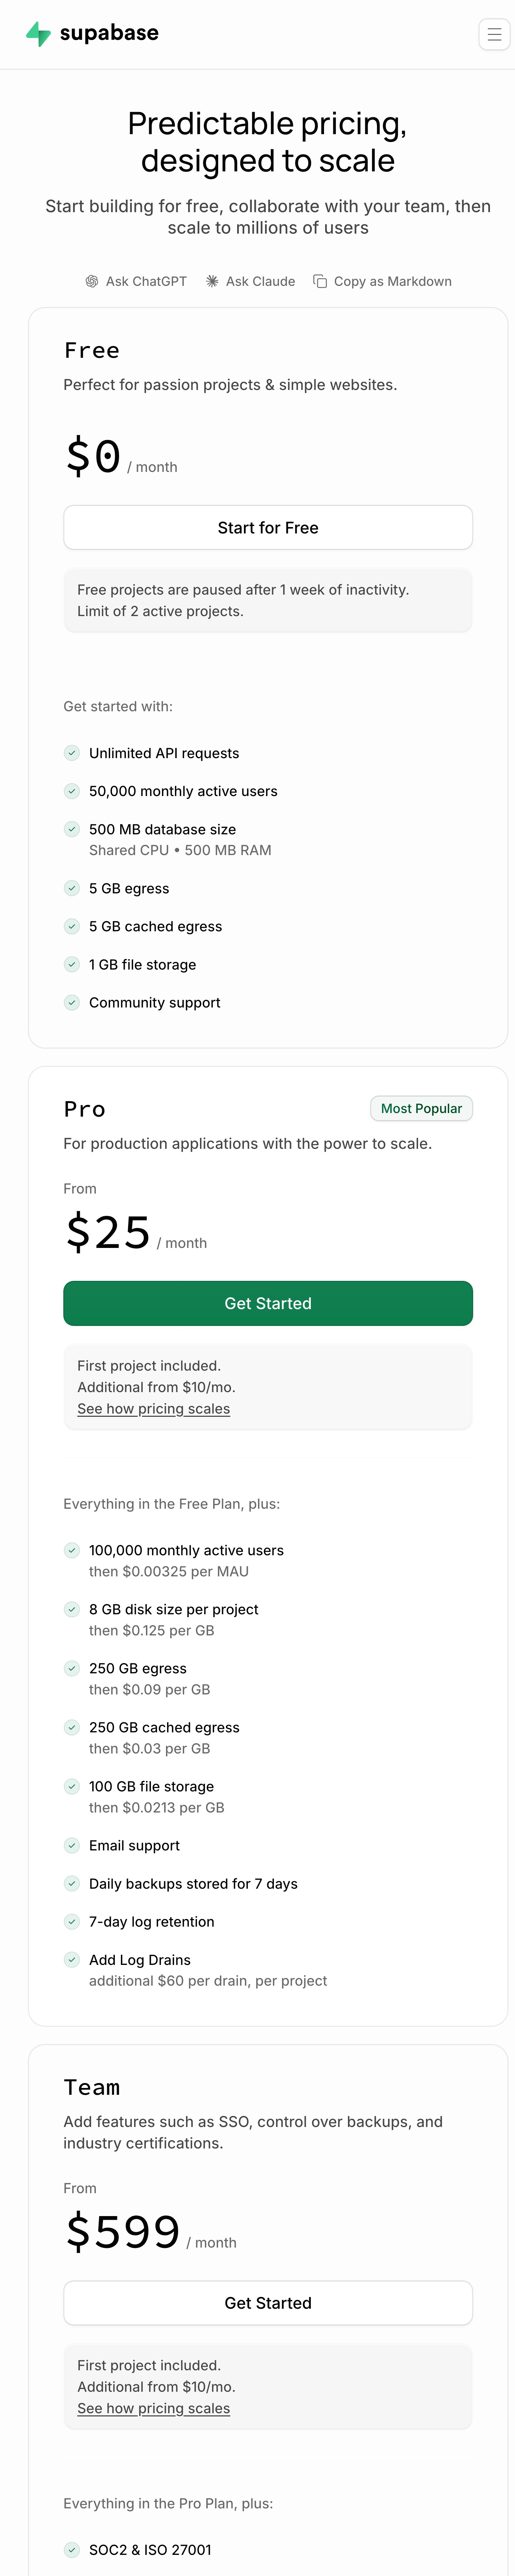 supabase
Predictable pricing,
designed to scale
Start building for free, collaborate with your team, then
scale to millions of users
Ask ChatGPT Ask Claude Copy as Markdown
Free
Perfect for passion projects & simple websites.
$0 / month
Start for Free
Free projects are paused after 1 week of inactivity.
Limit of 2 active projects.
Get started with:
Unlimited API requests
50,000 monthly active users
500 MB database size
Shared CPU • 500 MB RAM
5 GB egress
5 GB cached egress
1 GB file storage
Community support
Pro Most Popular
For production applications with the power to scale.
From
$25 / month
Get Started
First project included.
Additional from $10/mo.
See how pricing scales
Everything in the Free Plan, plus:
100,000 monthly active users
then $0.00325 per MAU
8 GB disk size per project
then $0.125 per GB
250 GB egress
then $0.09 per GB
250 GB cached egress
then $0.03 per GB
100 GB file storage
then $0.0213 per GB
Email support
Daily backups stored for 7 days
7-day log retention
Add Log Drains
additional $60 per drain, per project
Team
Add features such as SSO, control over backups, and
industry certifications.
From
$599 / month
Get Started
First project included.
Additional from $10/mo.
See how pricing scales
Everything in the Pro Plan, plus:
SOC2 & ISO 27001